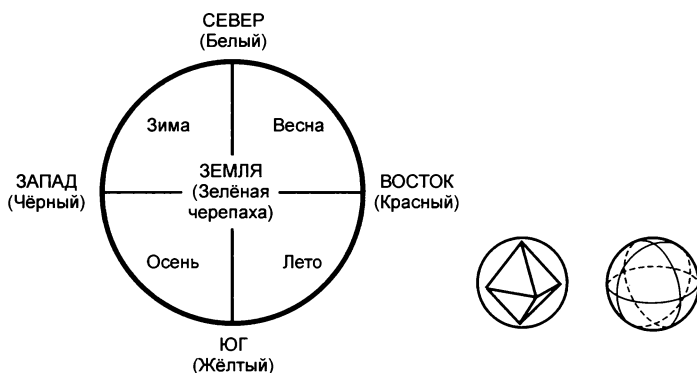 СЕВЕР
(Белый)
Зима
Весна
ЗАПАД
(Чёрный)
ЗЕМЛЯ
(Зелёная
черепаха)
ВОСТОК
(Красный)
Осень
Лето
ЮГ
(Жёлтый)